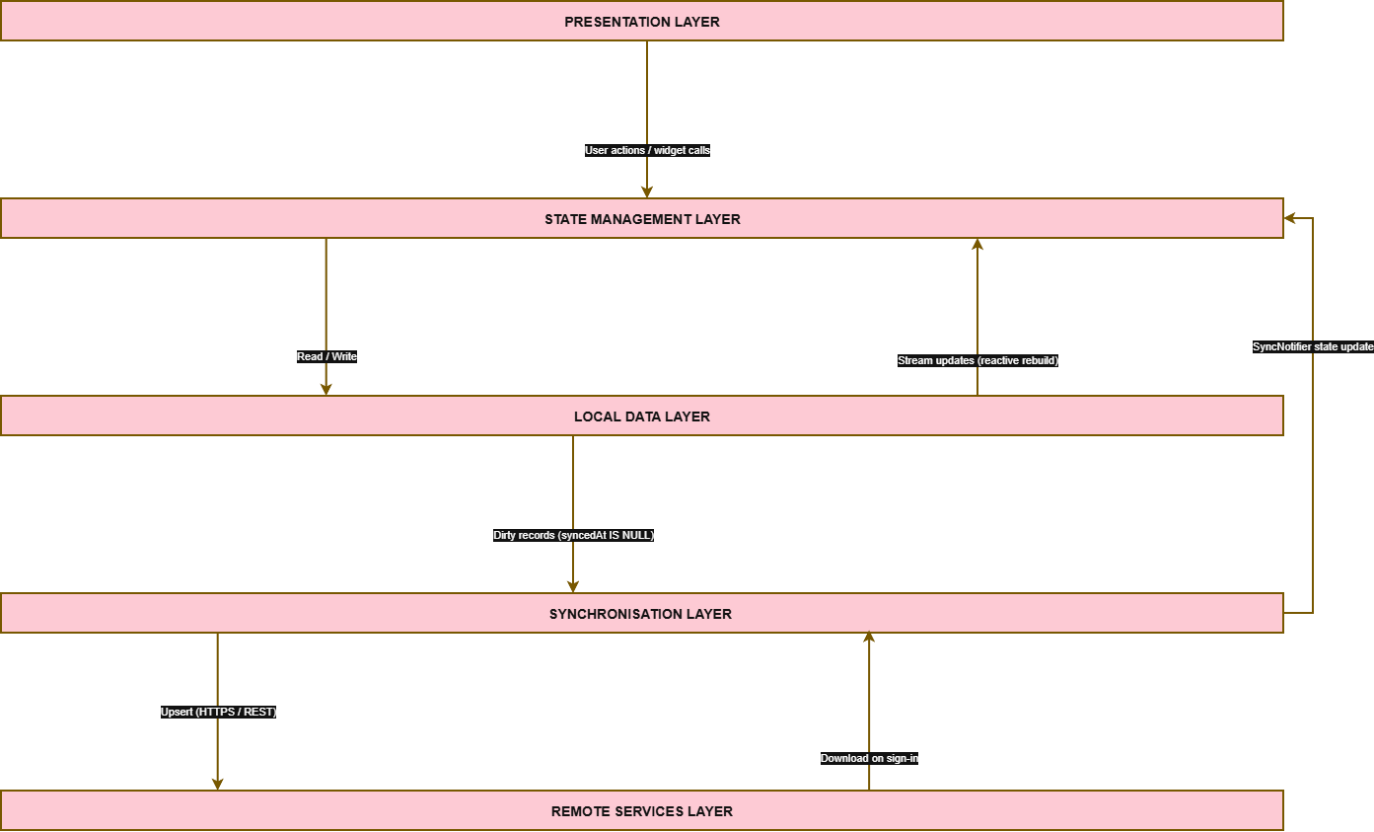 PRESENTATION LAYER
User actions / widget calls
STATE MANAGEMENT LAYER
SyncNotifier state update
Read / Write
Stream updates (reactive rebuild)
LOCAL DATA LAYER
Dirty records (syncedAt IS NULL)
SYNCHRONISATION LAYER
Upsert (HTTPS / REST)
Download on sign-in
REMOTE SERVICES LAYER